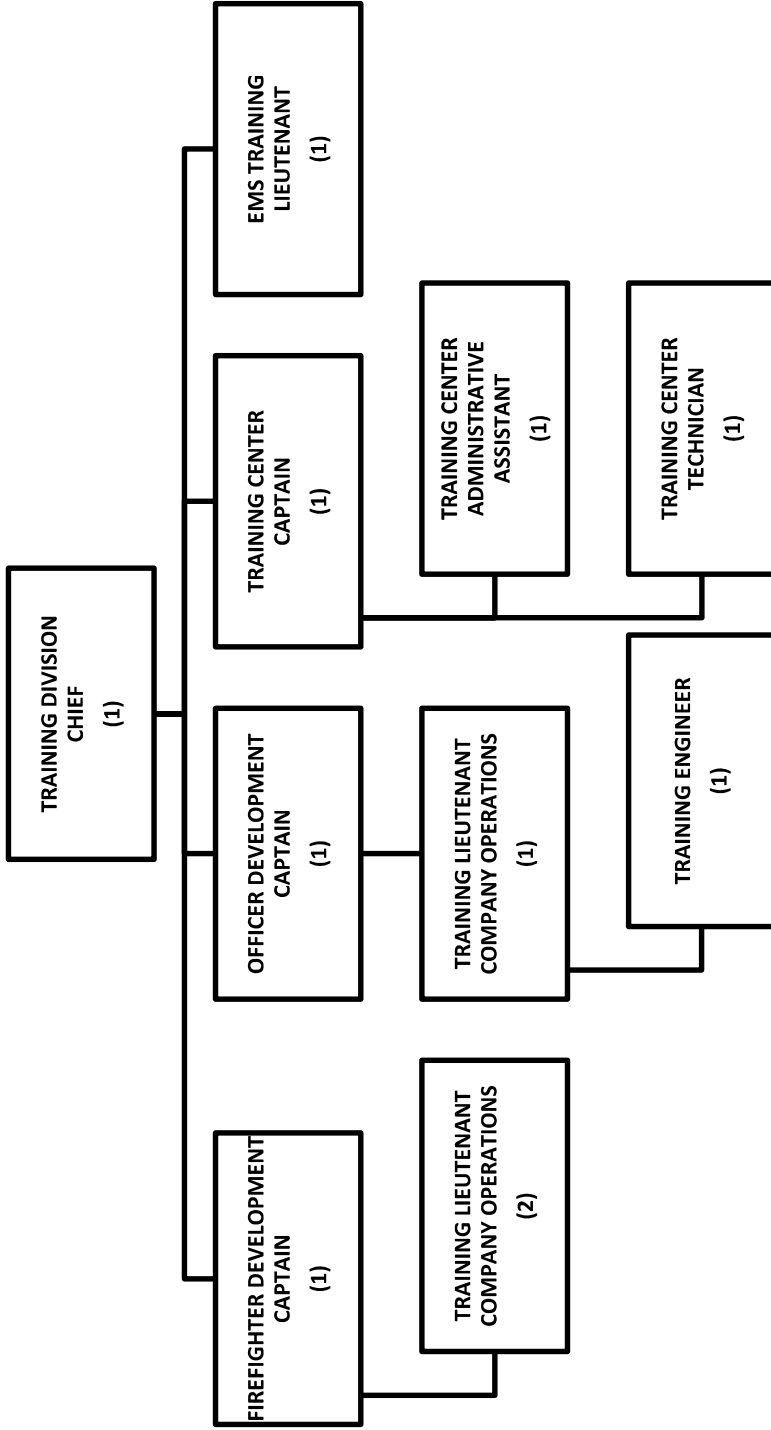 TRAINING DIVISION
CHIEF
(1)
FIREFIGHTER DEVELOPMENT
CAPTAIN
(1)
OFFICER DEVELOPMENT
CAPTAIN
(1)
TRAINING CENTER
CAPTAIN
(1)
EMS TRAINING
LIEUTENANT
(1)
TRAINING LIEUTENANT
COMPANY OPERATIONS
(2)
TRAINING LIEUTENANT
COMPANY OPERATIONS
(1)
TRAINING CENTER
ADMINISTRATIVE
ASSISTANT
(1)
TRAINING ENGINEER
(1)
TRAINING CENTER
TECHNICIAN
(1)